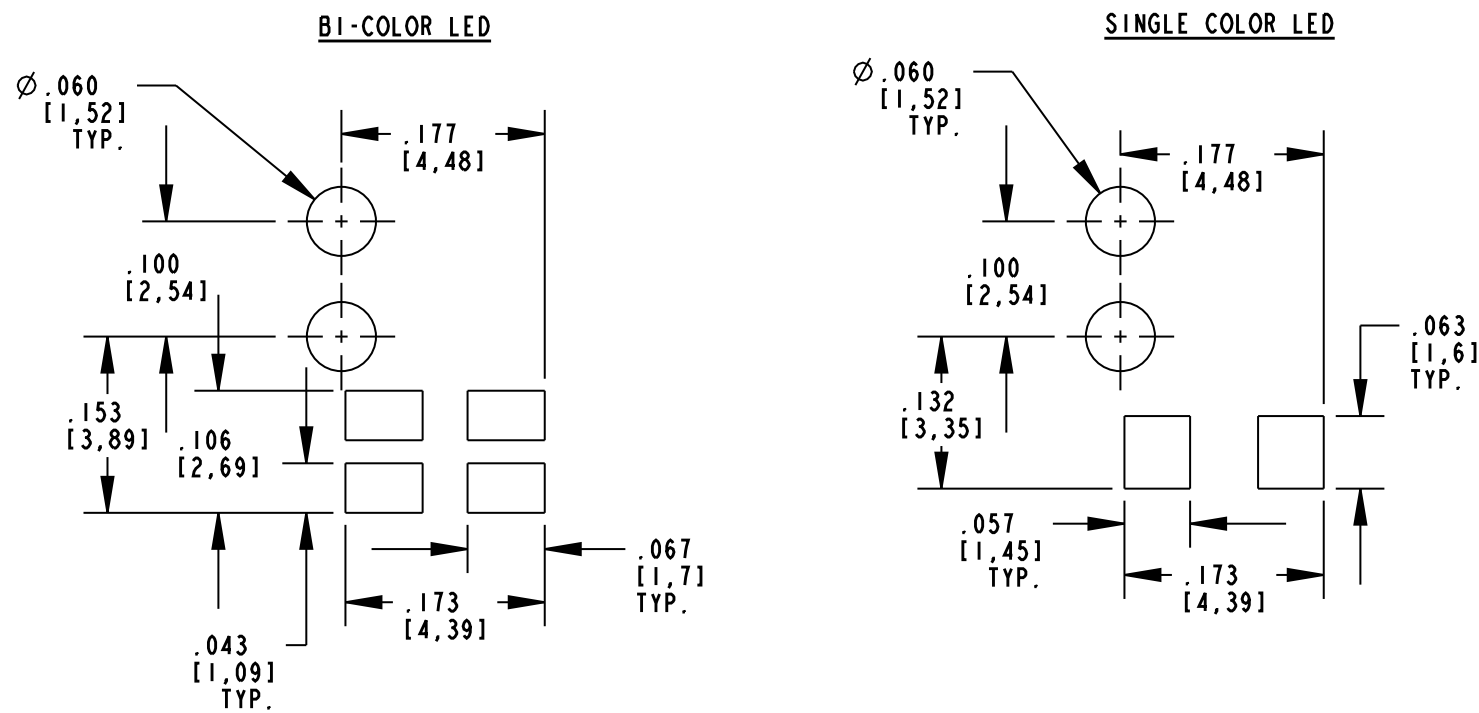 BI-COLOR LED
Ø .060
[1,52]
TYP.
.177
[4,48]
.100
[2,54]
.153
[3,89]
.106
[2,69]
.067
[1,7]
TYP.
.173
[4,39]
.043
[1,09]
TYP.
SINGLE COLOR LED
Ø .060
[1,52]
TYP.
.177
[4,48]
.100
[2,54]
.063
[1,6]
TYP.
.132
[3,35]
.057
[1,45]
TYP.
.173
[4,39]